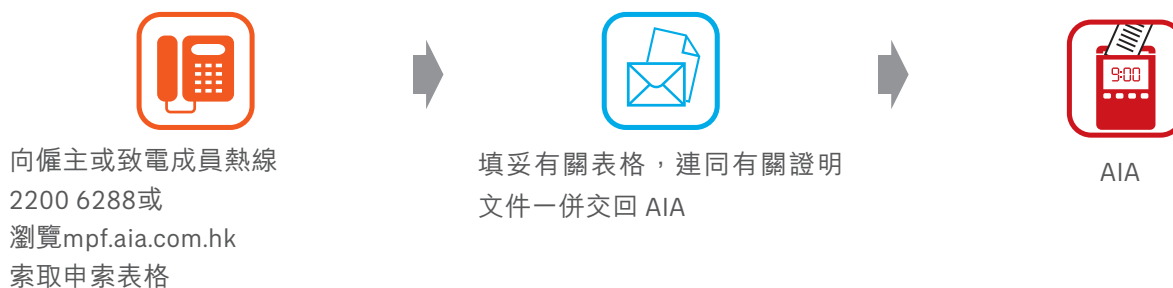 向僱主或致電成員熱線
2200 6288或
瀏覽mpf.aia.com.hk
索取申索表格
填妥有關表格，連同有關證明
文件一併交回 AIA
9:00
AIA